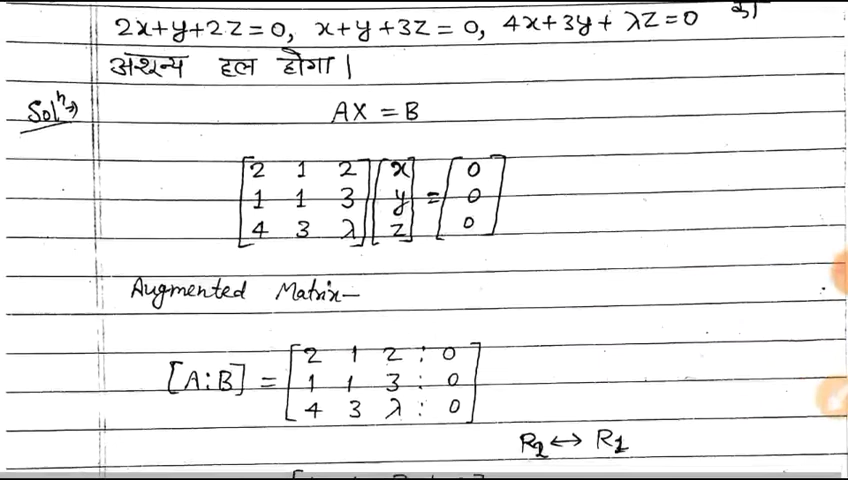 2x+y+2z=0, x+y+3z=0, 4x+3y+λz=0 का
अशून्य हल होगा।
Solⁿ⇒ AX = B
[2 1 2] [x] = [0]
[1 1 3] [y] [0]
[4 3 λ] [z] [0]
Augmented Matrix—
[A:B] = [2 1 2 : 0]
[1 1 3 : 0]
[4 3 λ : 0]
R₂ ↔ R₁